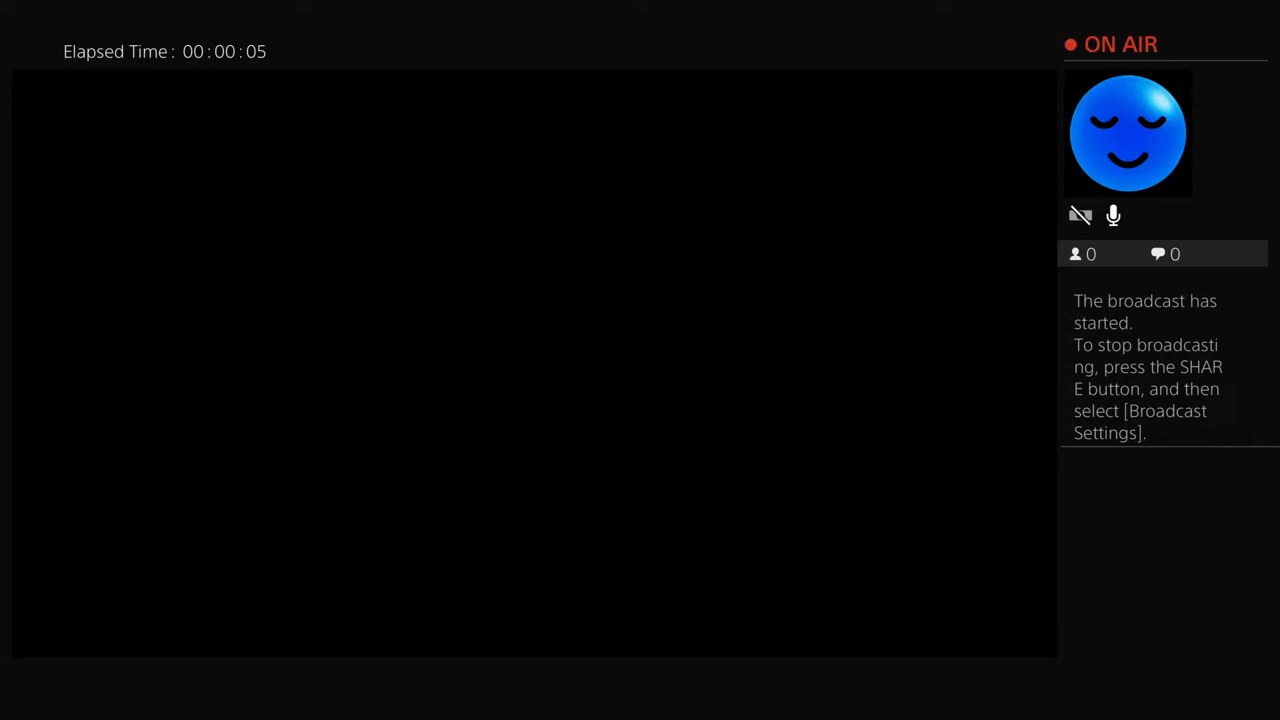 Elapsed Time: 00:00:05
ON AIR
0 0
The broadcast has
started.
To stop broadcasti
ng, press the SHAR
E button, and then
select [Broadcast
Settings].